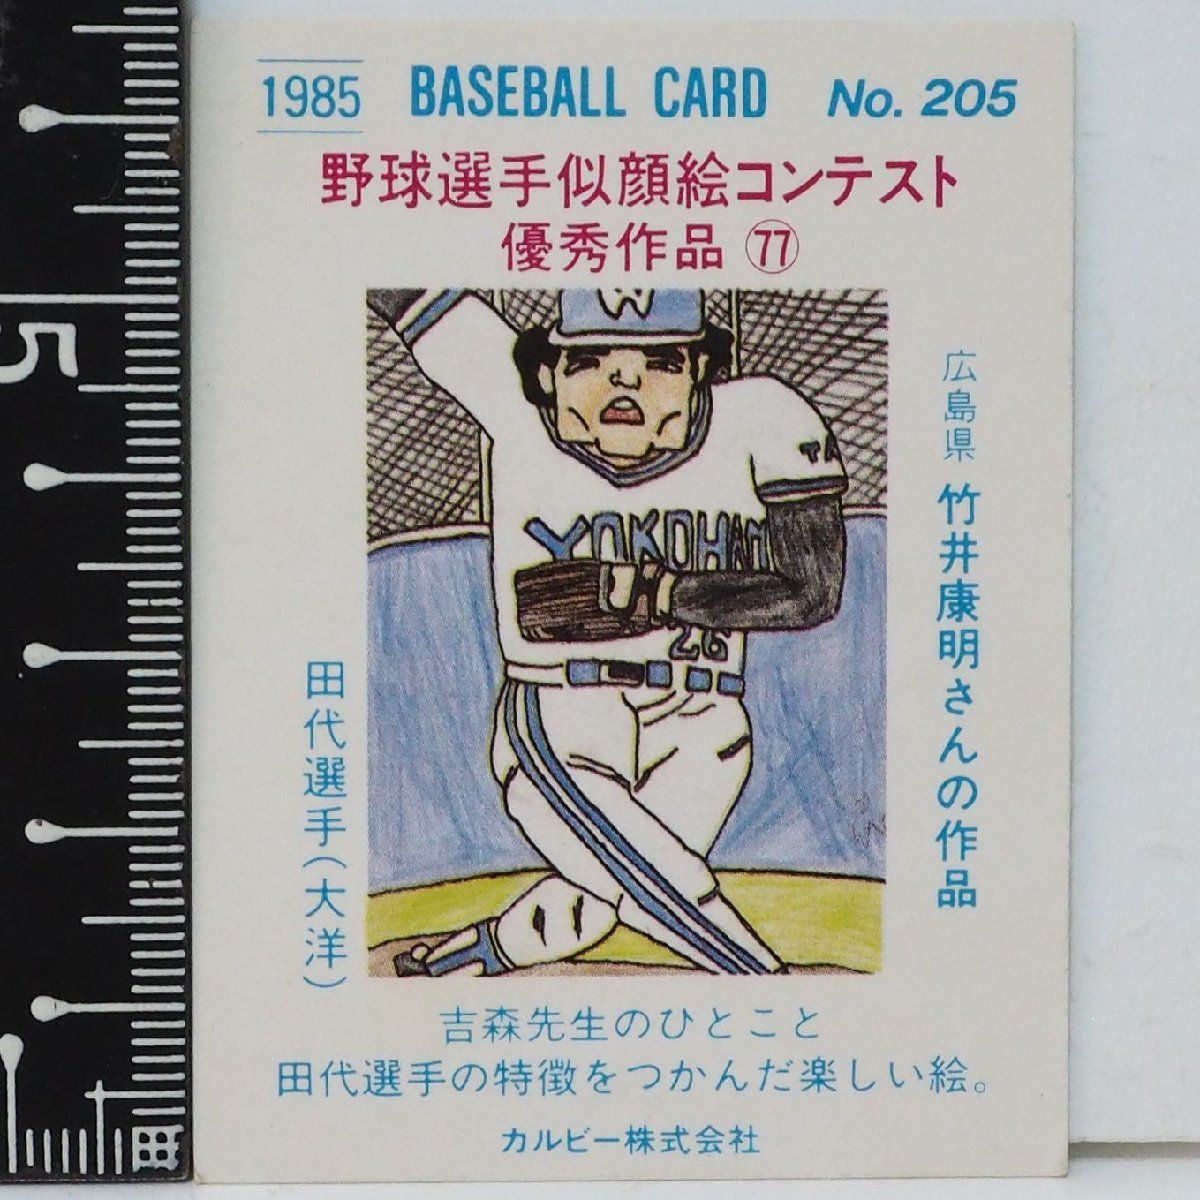 1985 BASEBALL CARD No. 205
野球選手似顔絵コンテスト
優秀作品 ㊆
広島県 竹井康明さんの作品
W
TA
YOKOHAM
26
田代選手(大洋)
吉森先生のひとこと
田代選手の特徴をつかんだ楽しい絵。
カルビー株式会社
5